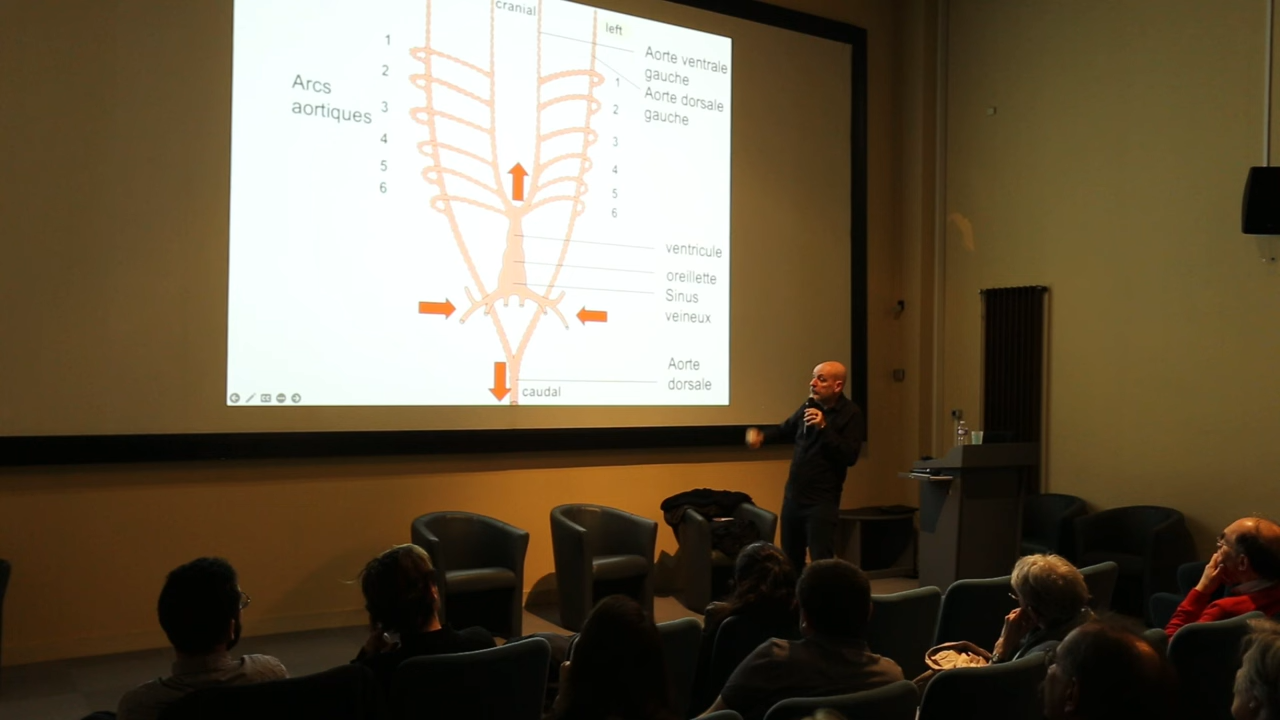 cranial
left
Aorte ventrale
gauche
Aorte dorsale
gauche
Arcs
aortiques
1
2
3
4
5
6
1
2
3
4
5
6
ventricule
oreillette
Sinus
veineux
Aorte
dorsale
caudal